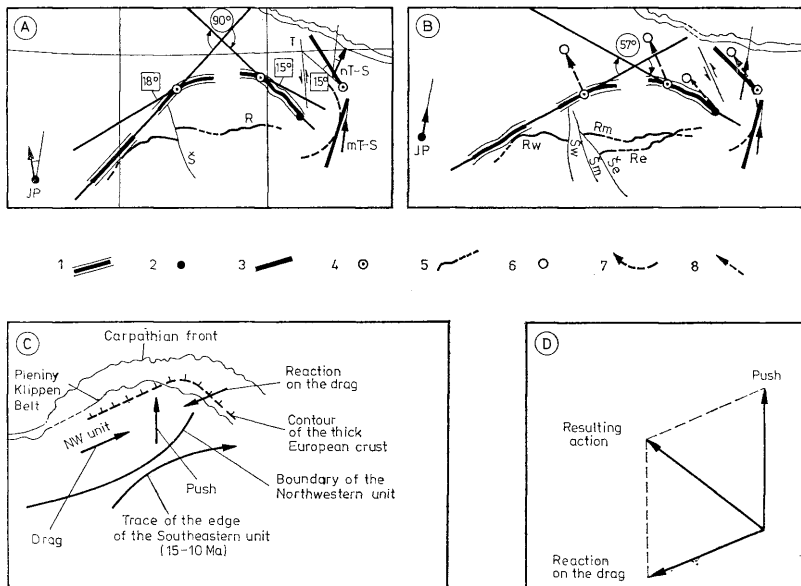 A
90°
18°
15°
T
15°
nT-S
R
mT-S
Š
JP
B
57°
JP
Rw
Rm
Šw
Šm
Še
Re
1
2
3
4
5
6
7
8
C
Carpathian front
Pieniny
Klippen
Belt
Reaction
on the drag
NW unit
Contour
of the thick
European crust
Push
Boundary of the
Northwestern unit
Drag
Trace of the edge
of the Southeastern unit
(15-10 Ma)
D
Push
Resulting
action
Reaction
on the drag